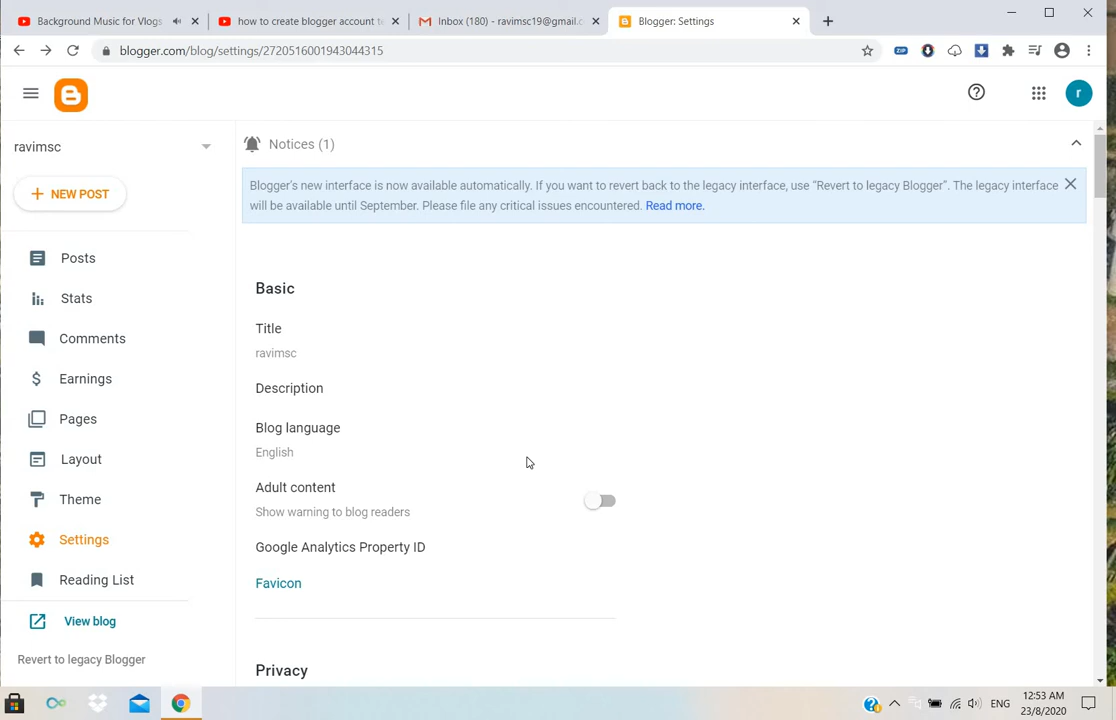 Background Music for Vlogs
how to create blogger account te
Inbox (180) - ravimsc19@gmail.c
Blogger: Settings
blogger.com/blog/settings/2720516001943044315
ZIP
r
ravimsc
Notices (1)
NEW POST
Blogger's new interface is now available automatically. If you want to revert back to the legacy interface, use "Revert to legacy Blogger". The legacy interface
will be available until September. Please file any critical issues encountered. Read more.
Posts
Stats
Comments
Earnings
Pages
Layout
Theme
Settings
Reading List
View blog
Revert to legacy Blogger
Basic
Title
ravimsc
Description
Blog language
English
Adult content
Show warning to blog readers
Google Analytics Property ID
Favicon
Privacy
ENG
12:53 AM
23/8/2020